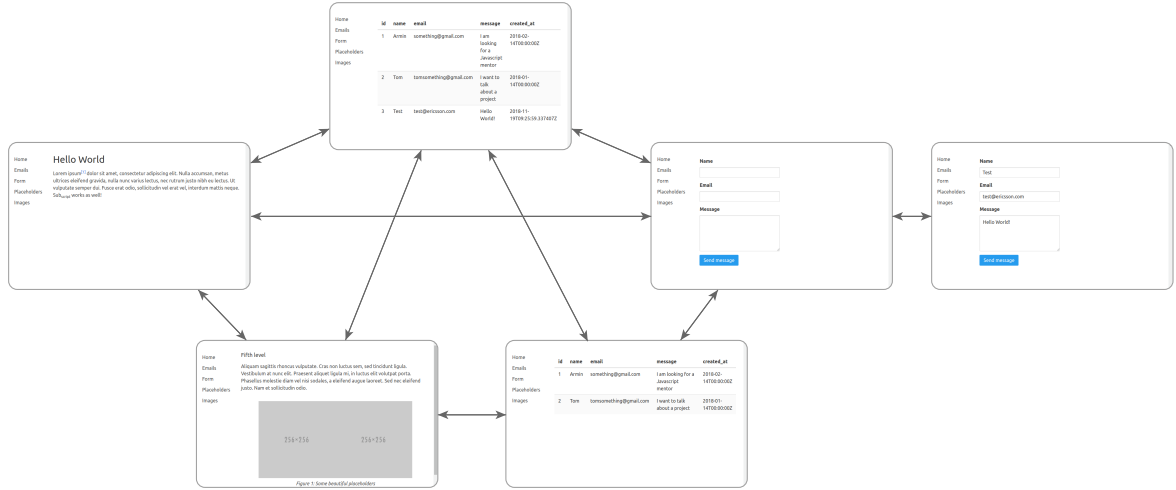 Home
Emails
Form
Placeholders
Images
id name email message created_at
1 Armin something@gmail.com I am looking for a Javascript mentor 2018-02-14T00:00:00Z
2 Tom tomsomething@gmail.com I want to talk about a project 2018-01-14T00:00:00Z
3 Test test@ericsson.com Hello World! 2018-11-19T09:25:59.337407Z
Home
Emails
Form
Placeholders
Images
Hello World
Lorem ipsum[1] dolor sit amet, consectetur adipiscing elit. Nulla accumsan, metus
ultrices eleifend gravida, nulla nunc varius lectus, nec rutrum justo nibh eu lectus. Ut
vulputate semper dui. Fusce erat odio, sollicitudin vel erat vel, interdum mattis neque.
Subscript works as well!
Home
Emails
Form
Placeholders
Images
Name
Email
Message
Send message
Home
Emails
Form
Placeholders
Images
Name
Test
Email
test@ericsson.com
Message
Hello World!
Send message
Home
Emails
Form
Placeholders
Images
Fifth level
Aliquam sagittis rhoncus vulputate. Cras non luctus sem, sed tincidunt ligula.
Vestibulum at nunc elit. Praesent aliquet ligula mi, in luctus elit volutpat porta.
Phasellus molestie diam vel nisi sodales, a eleifend augue laoreet. Sed nec eleifend
justo. Nam et sollicitudin odio.
256×256 256×256
Figure 1: Some beautiful placeholders
Home
Emails
Form
Placeholders
Images
id name email message created_at
1 Armin something@gmail.com I am looking for a Javascript mentor 2018-02-14T00:00:00Z
2 Tom tomsomething@gmail.com I want to talk about a project 2018-01-14T00:00:00Z